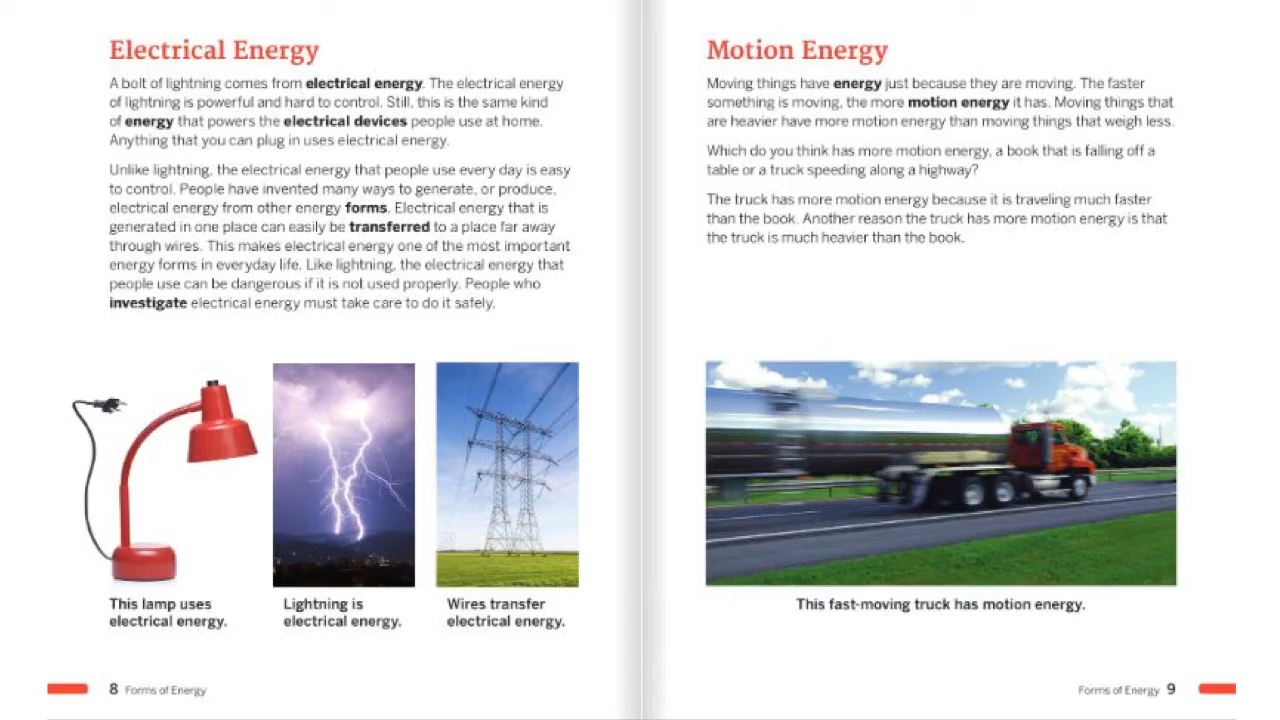 Electrical Energy
A bolt of lightning comes from electrical energy. The electrical energy
of lightning is powerful and hard to control. Still, this is the same kind
of energy that powers the electrical devices people use at home.
Anything that you can plug in uses electrical energy.
Unlike lightning, the electrical energy that people use every day is easy
to control. People have invented many ways to generate, or produce,
electrical energy from other energy forms. Electrical energy that is
generated in one place can easily be transferred to a place far away
through wires. This makes electrical energy one of the most important
energy forms in everyday life. Like lightning, the electrical energy that
people use can be dangerous if it is not used properly. People who
investigate electrical energy must take care to do it safely.
This lamp uses
electrical energy.
Lightning is
electrical energy.
Wires transfer
electrical energy.
8 Forms of Energy
Motion Energy
Moving things have energy just because they are moving. The faster
something is moving, the more motion energy it has. Moving things that
are heavier have more motion energy than moving things that weigh less.
Which do you think has more motion energy, a book that is falling off a
table or a truck speeding along a highway?
The truck has more motion energy because it is traveling much faster
than the book. Another reason the truck has more motion energy is that
the truck is much heavier than the book.
This fast-moving truck has motion energy.
Forms of Energy 9